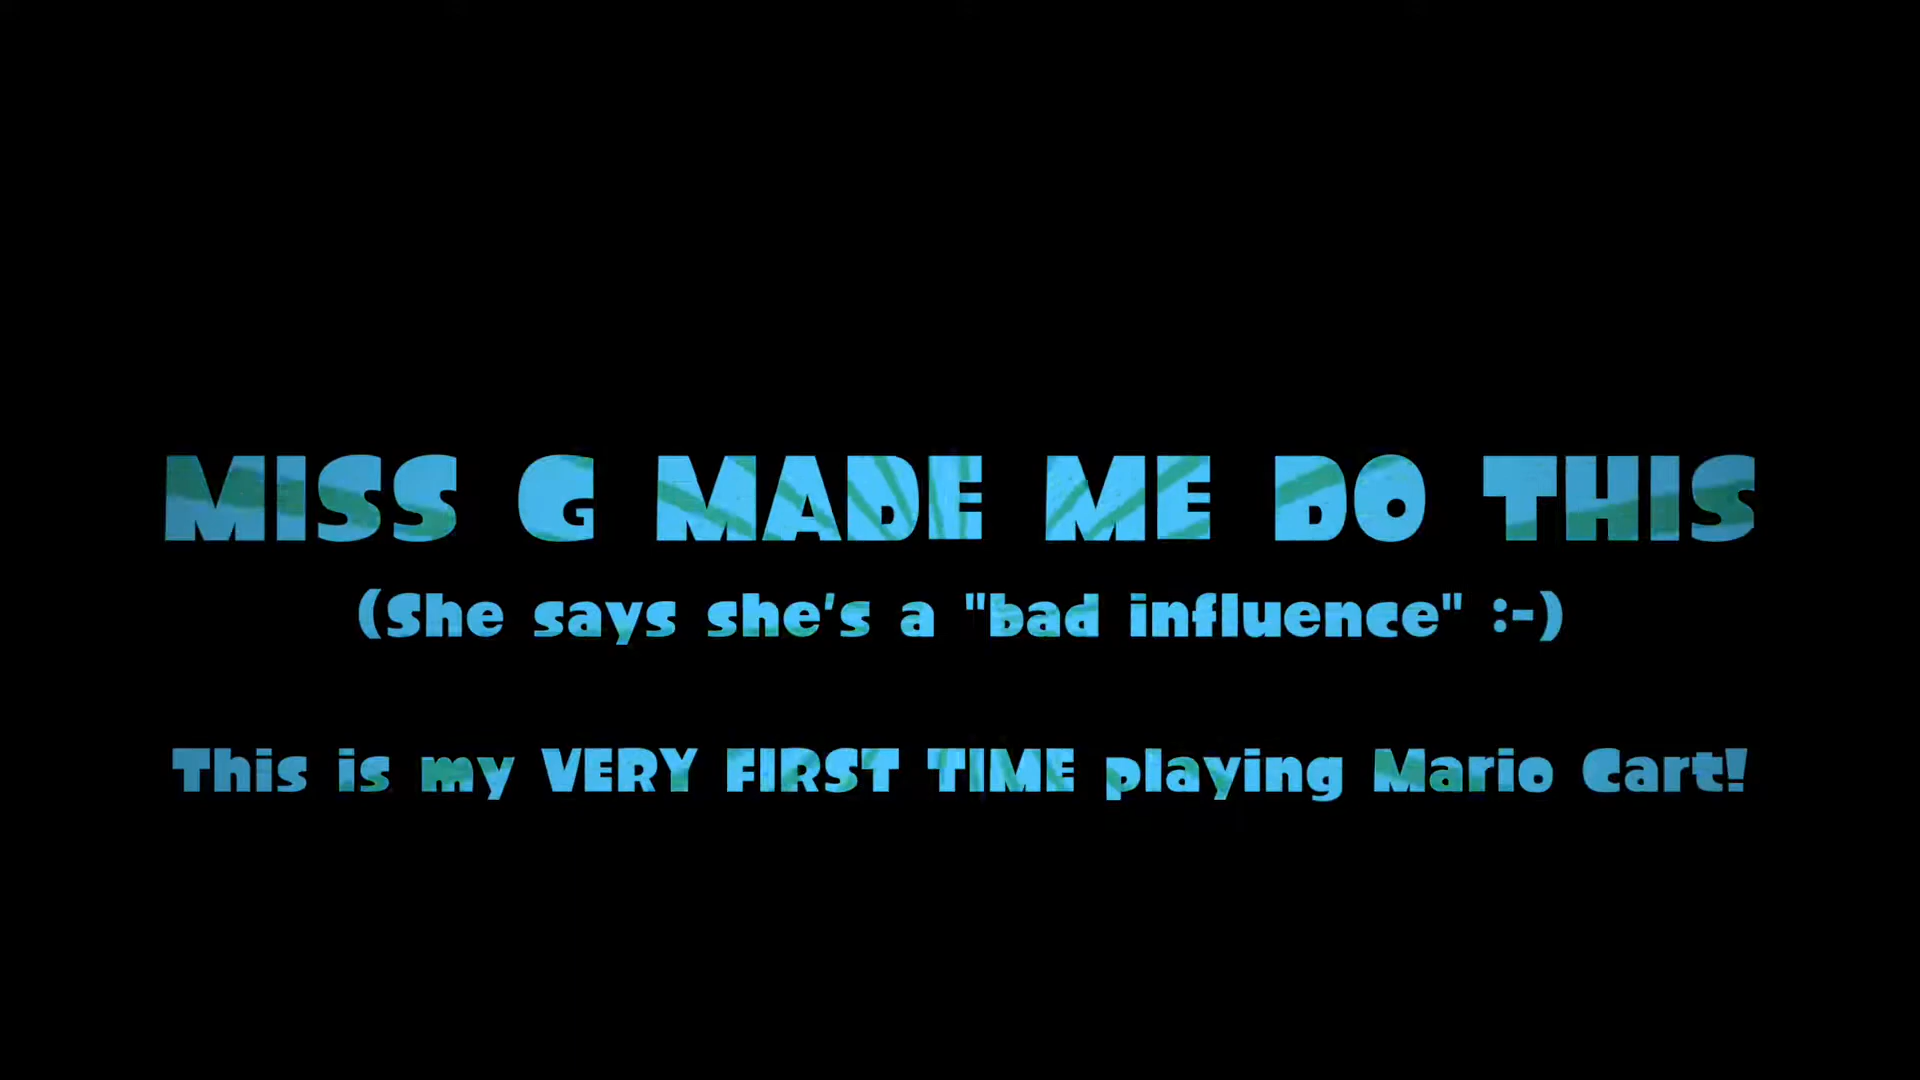 MISS G MADE ME DO THIS
(She says she's a "bad influence" :-)
This is my VERY FIRST TIME playing Mario Cart!